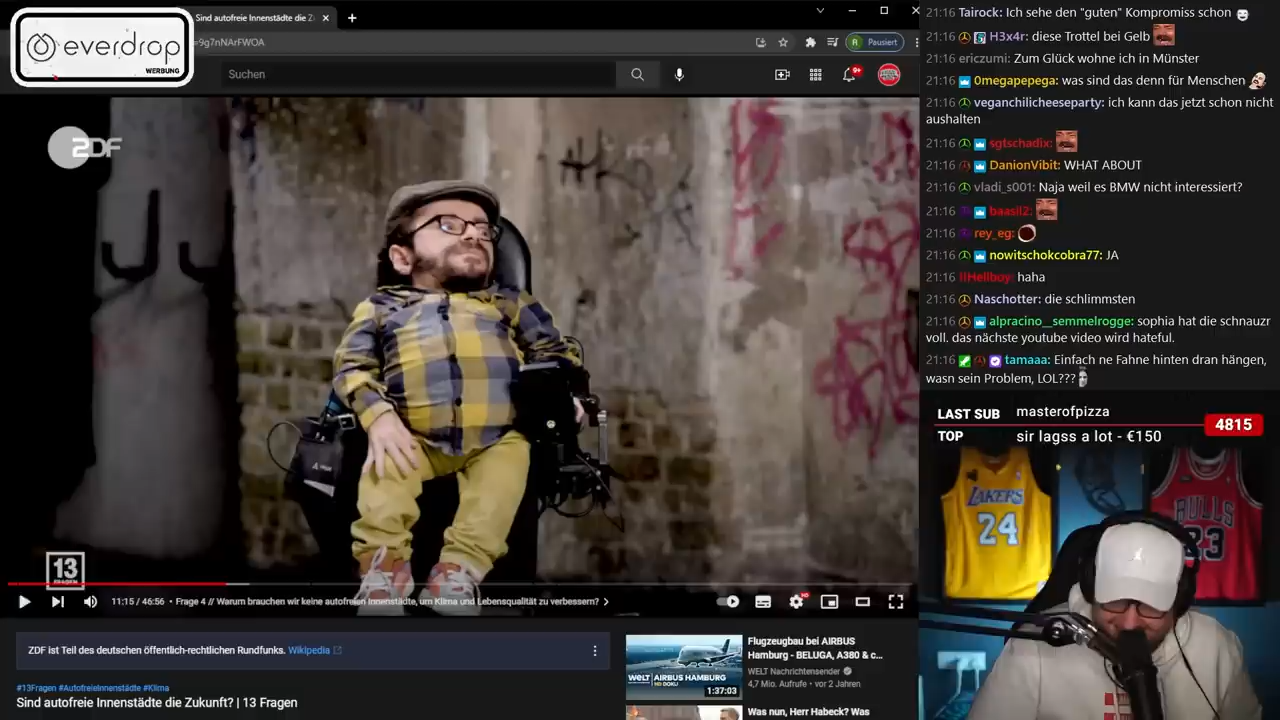 everdrop
WERBUNG
Sind autofreie Innenstädte die Z
=9g7nNArFWOA
R Pausiert
Suchen
9+
ZDF
13
FRAGEN
11:15 / 46:56 • Frage 4 // Warum brauchen wir keine autofreien Innenstädte, um Klima und Lebensqualität zu verbessern?
HD
ZDF ist Teil des deutschen öffentlich-rechtlichen Rundfunks. Wikipedia
#13Fragen #AutofreieInnenstädte #Klima
Sind autofreie Innenstädte die Zukunft? | 13 Fragen
WELT AIRBUS HAMBURG
HD DOKU
1:37:03
Flugzeugbau bei AIRBUS
Hamburg - BELUGA, A380 & c...
WELT Nachrichtensender
4,7 Mio. Aufrufe • vor 2 Jahren
Was nun, Herr Habeck? Was
21:16 Tairock: Ich sehe den "guten" Kompromiss schon
21:16 H3x4r: diese Trottel bei Gelb
21:16 ericzumi: Zum Glück wohne ich in Münster
21:16 0megapepega: was sind das denn für Menschen
21:16 veganchilicheeseparty: ich kann das jetzt schon nicht
aushalten
21:16 sgtschadix:
21:16 DanionVibit: WHAT ABOUT
21:16 vladi_s001: Naja weil es BMW nicht interessiert?
21:16 baasil2:
21:16 rey_eg:
21:16 nowitschokcobra77: JA
21:16 llHellboy: haha
21:16 Naschotter: die schlimmsten
21:16 alpracino__semmelrogge: sophia hat die schnauzr
voll. das nächste youtube video wird hateful.
21:16 tamaaa: Einfach ne Fahne hinten dran hängen,
wasn sein Problem, LOL???
LAST SUB masterofpizza
4815
TOP sir lagss a lot - €150
LAKERS
24
BULLS
33